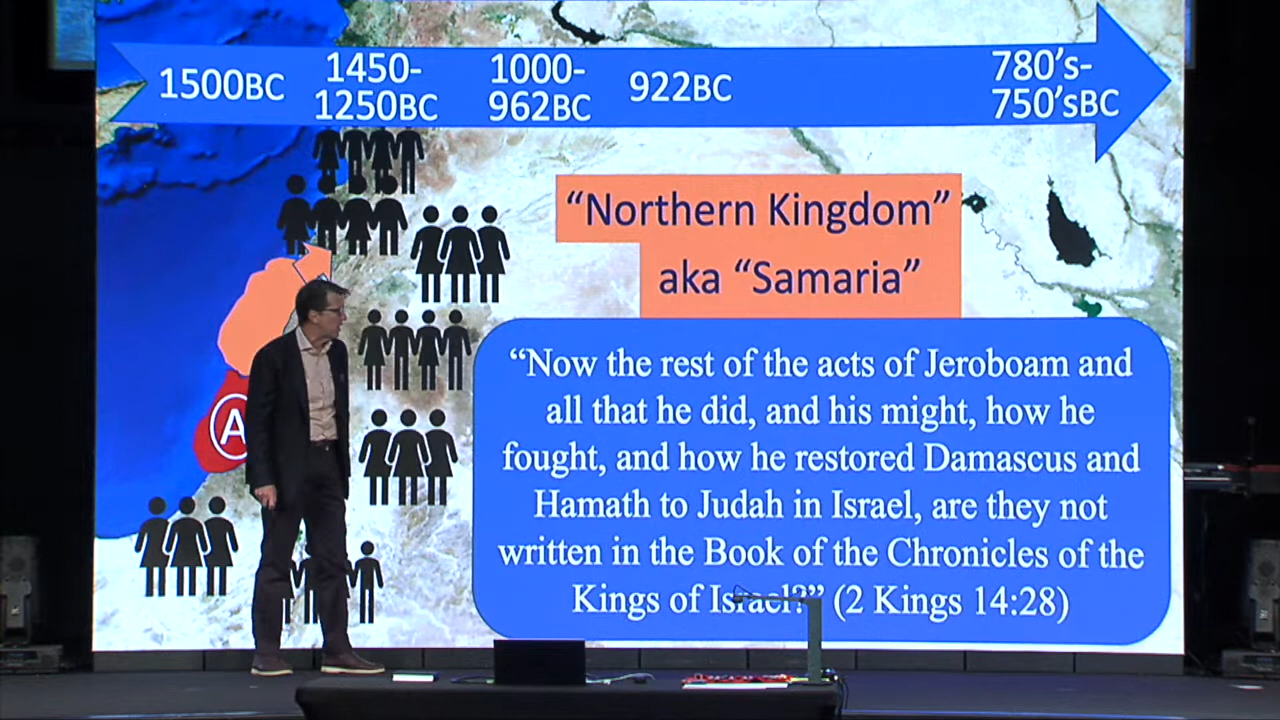 1500BC
1450-
1250BC
1000-
962BC
922BC
780’s-
750’sBC
“Northern Kingdom”
aka “Samaria”
A
“Now the rest of the acts of Jeroboam and
all that he did, and his might, how he
fought, and how he restored Damascus and
Hamath to Judah in Israel, are they not
written in the Book of the Chronicles of the
Kings of Israel?” (2 Kings 14:28)